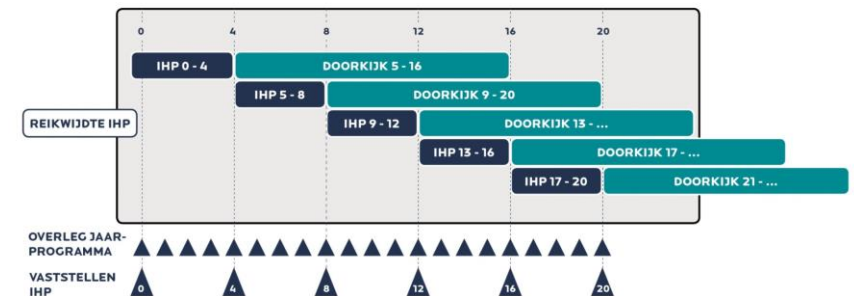 0 4 8 12 16 20
IHP 0 - 4 DOORKIJK 5 - 16
IHP 5 - 8 DOORKIJK 9 - 20
REIKWIJDTE IHP IHP 9 - 12 DOORKIJK 13 - ...
IHP 13 - 16 DOORKIJK 17 - ...
IHP 17 - 20 DOORKIJK 21 - ...
OVERLEG JAAR-
PROGRAMMA
VASTSTELLEN
IHP
0 4 8 12 16 20